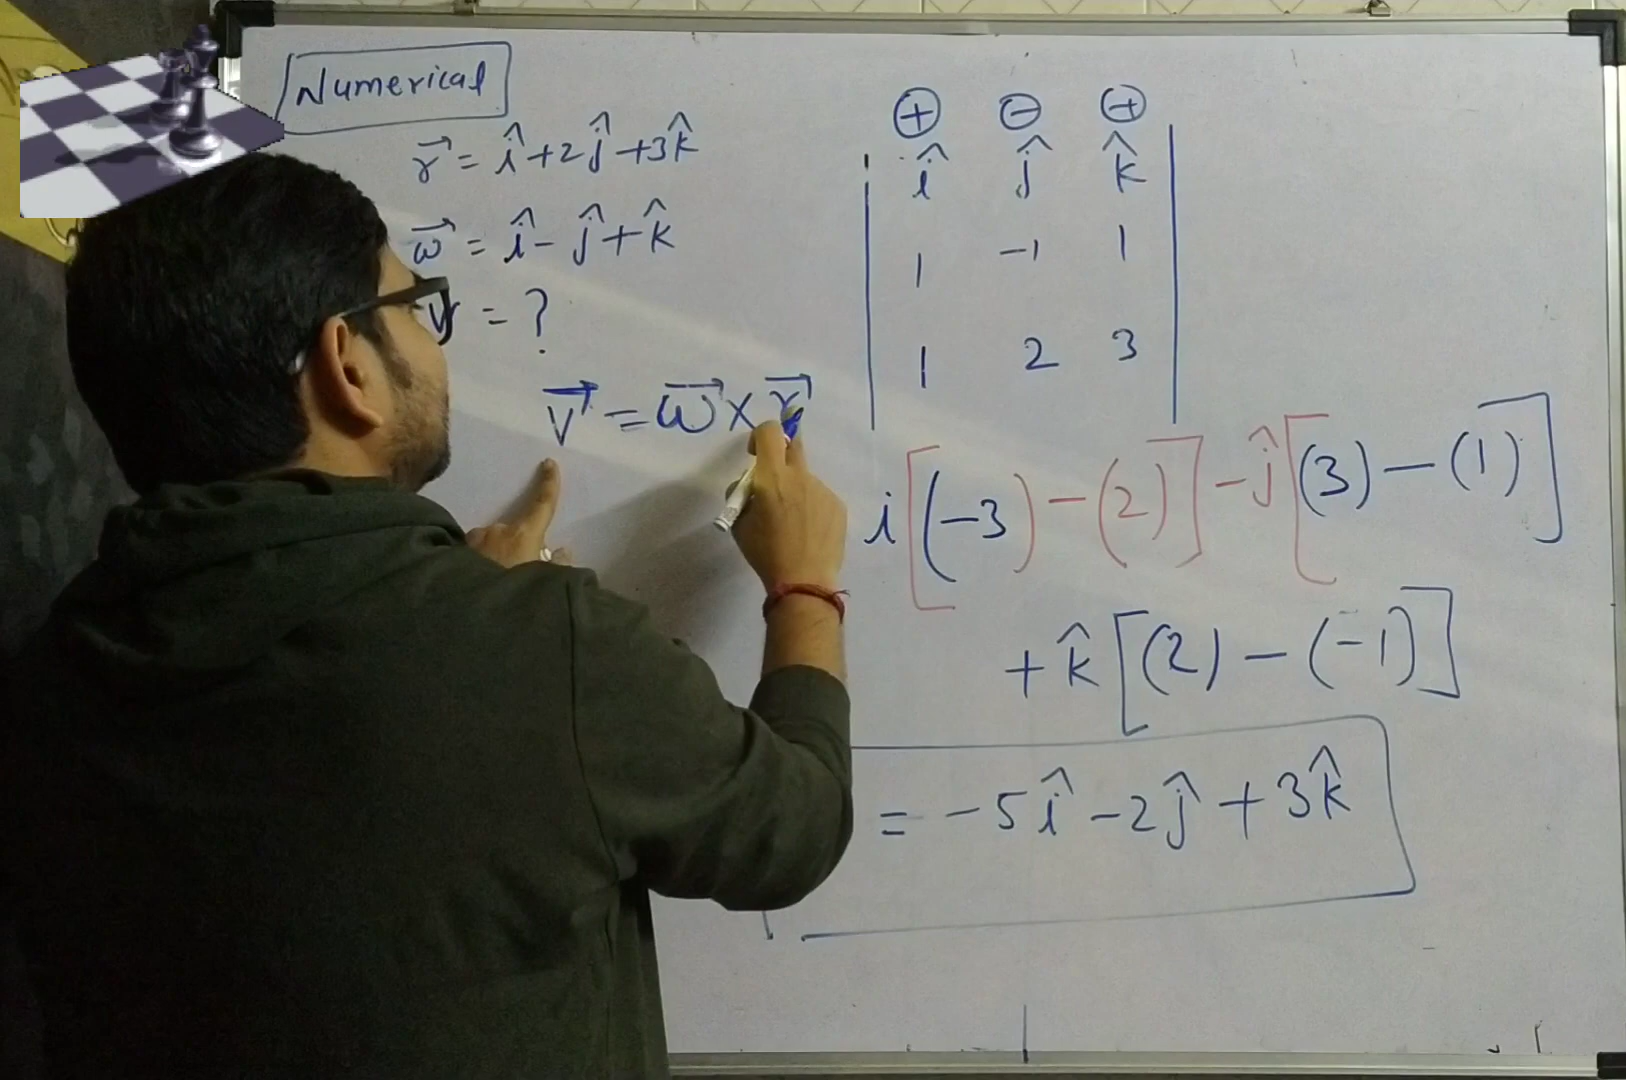 Numerical
r⃗ = î + 2ĵ + 3k̂
ω⃗ = î - ĵ + k̂
v = ?
v⃗ = ω⃗ × r⃗
⊕ ⊖ ⊕
î ĵ k̂
1 -1 1
1 2 3
i[(-3) - (2)] - ĵ[(3) - (1)]
+ k̂[(2) - (-1)]
= -5î - 2ĵ + 3k̂